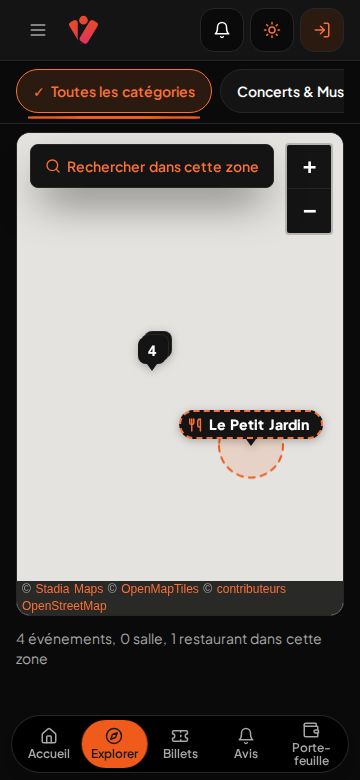 ✓ Toutes les catégories
Concerts & Mus
Rechercher dans cette zone
+
−
4
Le Petit Jardin
© Stadia Maps © OpenMapTiles © contributeurs
OpenStreetMap
4 événements, 0 salle, 1 restaurant dans cette
zone
Accueil
Explorer
Billets
Avis
Porte-
feuille